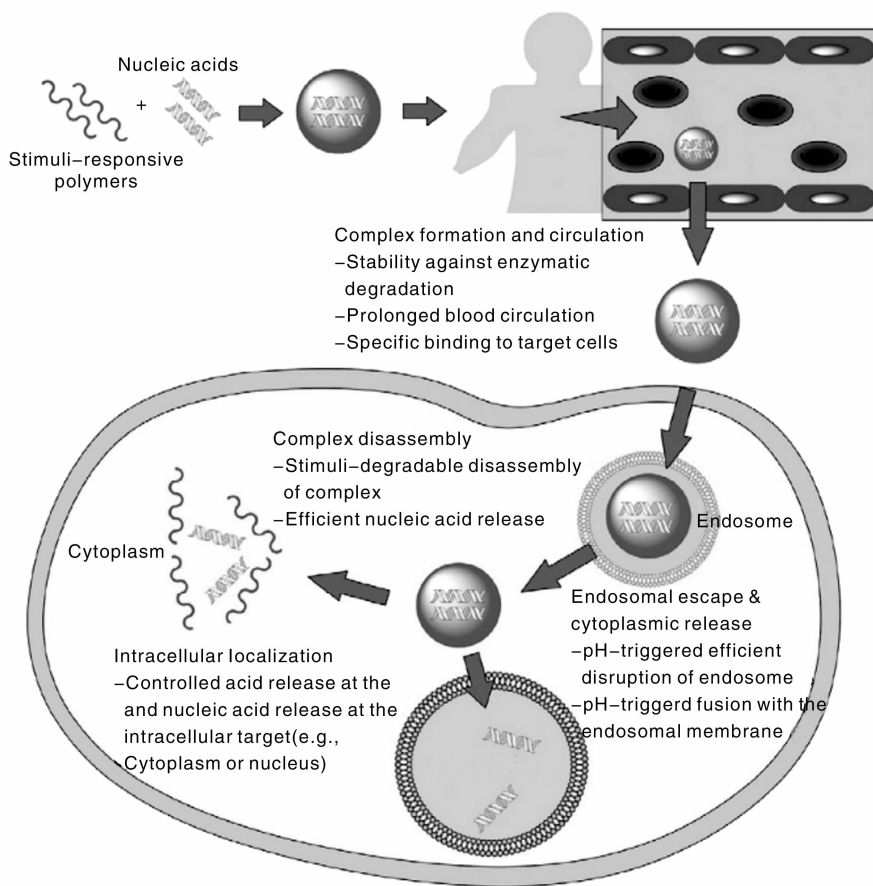 Nucleic acids
+
Stimuli–responsive
polymers
Complex formation and circulation
–Stability against enzymatic
degradation
–Prolonged blood circulation
–Specific binding to target cells
Complex disassembly
–Stimuli–degradable disassembly
of complex
–Efficient nucleic acid release
Endosome
Cytoplasm
Endosomal escape &
cytoplasmic release
–pH–triggered efficient
disruption of endosome
–pH–triggerd fusion with the
endosomal membrane
Intracellular localization
–Controlled acid release at the
and nucleic acid release at the
intracellular target(e.g.,
Cytoplasm or nucleus)